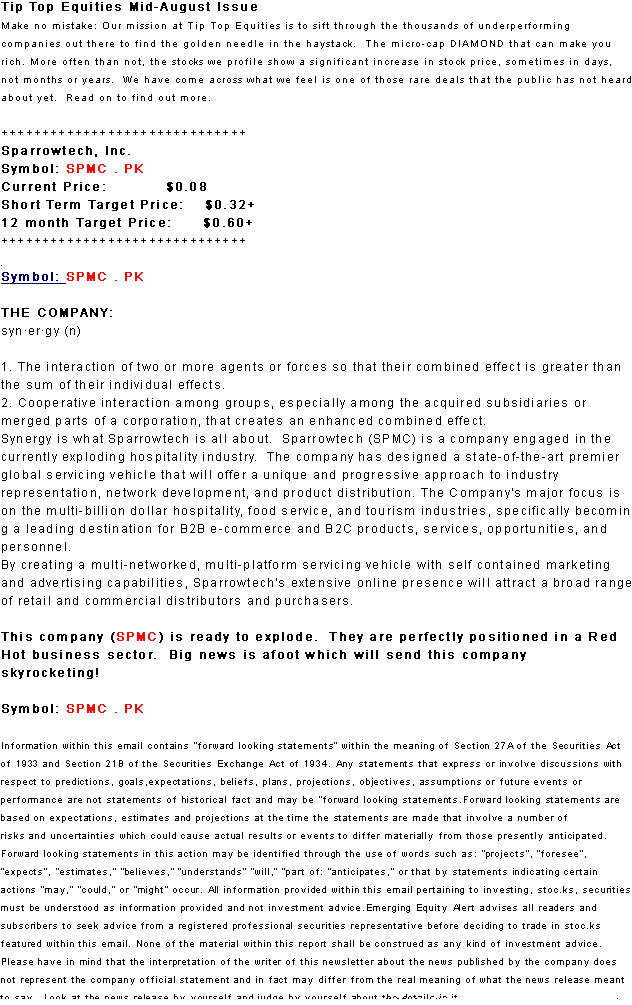 Tip Top Equities Mid-August Issue
Make no mistake: Our mission at Tip Top Equities is to sift through the thousands of underperforming
companies out there to find the golden needle in the haystack.  The micro-cap DIAMOND that can make you
rich. More often than not, the stocks we profile show a significant increase in stock price, sometimes in days,
not months or years.  We have come across what we feel is one of those rare deals that the public has not heard
about yet.  Read on to find out more.
++++++++++++++++++++++++++++++
Sparrowtech, Inc.
Symbol: SPMC . PK
Current Price: $0.08
Short Term Target Price: $0.32+
12 month Target Price: $0.60+
++++++++++++++++++++++++++++++
.
Symbol: SPMC . PK
THE COMPANY:
syn·er·gy (n)
1. The interaction of two or more agents or forces so that their combined effect is greater than
the sum of their individual effects.
2. Cooperative interaction among groups, especially among the acquired subsidiaries or
merged parts of a corporation, that creates an enhanced combined effect.
Synergy is what Sparrowtech is all about.  Sparrowtech (SPMC) is a company engaged in the
currently exploding hospitality industry.  The company has designed a state-of-the-art premier
global servicing vehicle that will offer a unique and progressive approach to industry
representation, network development, and product distribution. The Company's major focus is
on the multi-billion dollar hospitality, food service, and tourism industries, specifically becomin
g a leading destination for B2B e-commerce and B2C products, services, opportunities, and
personnel.
By creating a multi-networked, multi-platform servicing vehicle with self contained marketing
and advertising capabilities, Sparrowtech's extensive online presence will attract a broad range
of retail and commercial distributors and purchasers.
This company (SPMC) is ready to explode.  They are perfectly positioned in a Red
Hot business sector.  Big news is afoot which will send this company
skyrocketing!
Symbol: SPMC . PK
Information within this email contains "forward looking statements" within the meaning of Section 27A of the Securities Act
of 1933 and Section 21B of the Securities Exchange Act of 1934. Any statements that express or involve discussions with
respect to predictions, goals,expectations, beliefs, plans, projections, objectives, assumptions or future events or
performance are not statements of historical fact and may be "forward looking statements.Forward looking statements are
based on expectations, estimates and projections at the time the statements are made that involve a number of
risks and uncertainties which could cause actual results or events to differ materially from those presently anticipated.
Forward looking statements in this action may be identified through the use of words such as: "projects", "foresee",
"expects", "estimates," "believes," "understands" "will," "part of: "anticipates," or that by statements indicating certain
actions "may," "could," or "might" occur. All information provided within this email pertaining to investing, stoc.ks, securities
must be understood as information provided and not investment advice.Emerging Equity Alert advises all readers and
subscribers to seek advice from a registered professional securities representative before deciding to trade in stoc.ks
featured within this email. None of the material within this report shall be construed as any kind of investment advice.
Please have in mind that the interpretation of the writer of this newsletter about the news published by the company does
not represent the company official statement and in fact may differ from the real meaning of what the news release meant
to say.  Look at the news release by yourself and judge by yourself about the details in it.